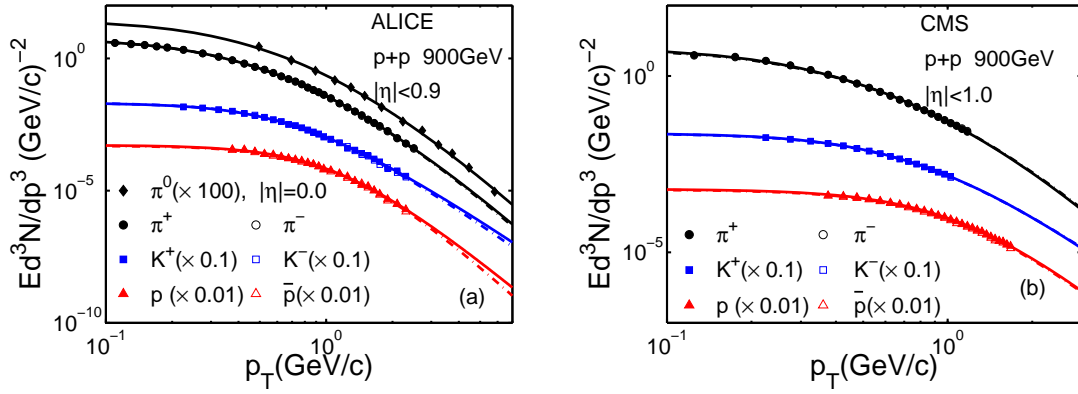 ALICE
p+p 900GeV
|η|<0.9
Ed³N/dp³ (GeV/c)⁻²
10⁰
10⁻⁵
10⁻¹⁰
π⁰(× 100), |η|=0.0
π⁺ π⁻
K⁺(× 0.1) K⁻(× 0.1)
p (× 0.01) p̅(× 0.01)
(a)
10⁻¹ 10⁰
p_T(GeV/c)
CMS
p+p 900GeV
|η|<1.0
Ed³N/dp³ (GeV/c)⁻²
10⁰
10⁻⁵
π⁺ π⁻
K⁺(× 0.1) K⁻(× 0.1)
p (× 0.01) p̅(× 0.01)
(b)
10⁻¹ 10⁰
p_T(GeV/c)